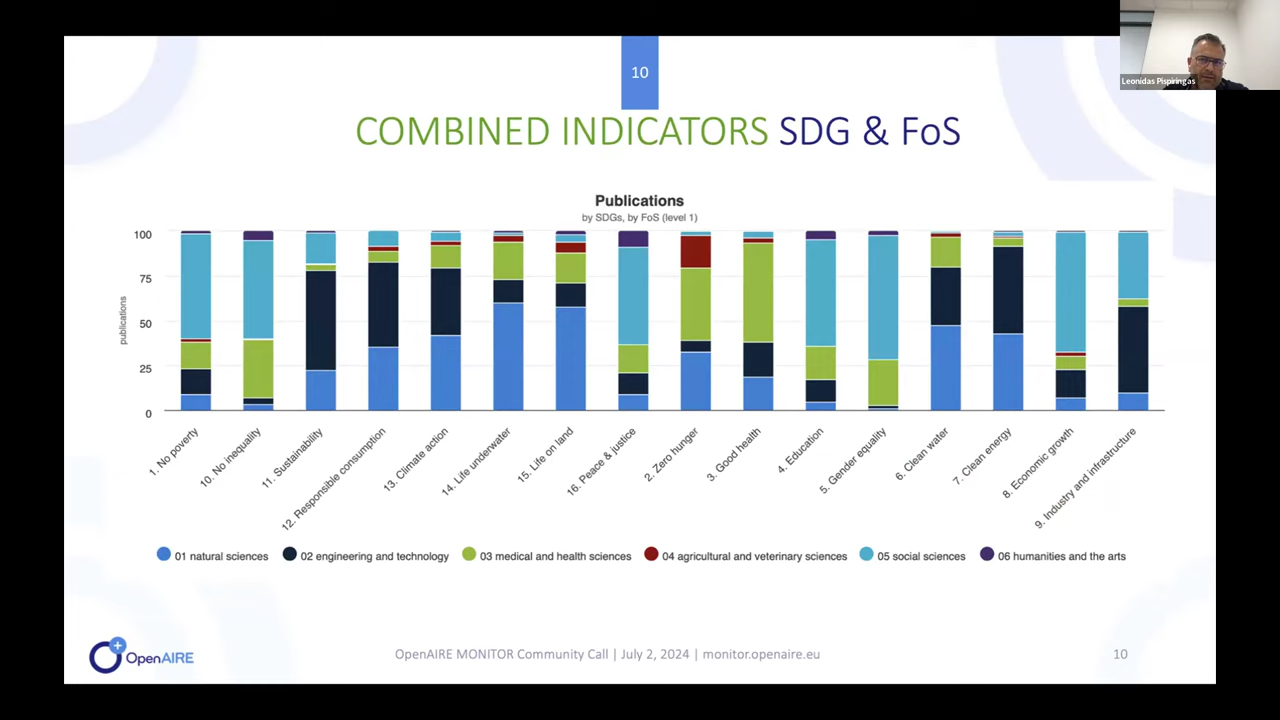 Leonidas Pispiringas
10
COMBINED INDICATORS SDG & FoS
Publications
by SDGs, by FoS (level 1)
publications
100
75
50
25
0
1. No poverty
10. No inequality
11. Sustainability
12. Responsible consumption
13. Climate action
14. Life underwater
15. Life on land
16. Peace & justice
2. Zero hunger
3. Good health
4. Education
5. Gender equality
6. Clean water
7. Clean energy
8. Economic growth
9. Industry and infrastructure
01 natural sciences 02 engineering and technology 03 medical and health sciences 04 agricultural and veterinary sciences 05 social sciences 06 humanities and the arts
OpenAIRE
OpenAIRE MONITOR Community Call | July 2, 2024 | monitor.openaire.eu
10